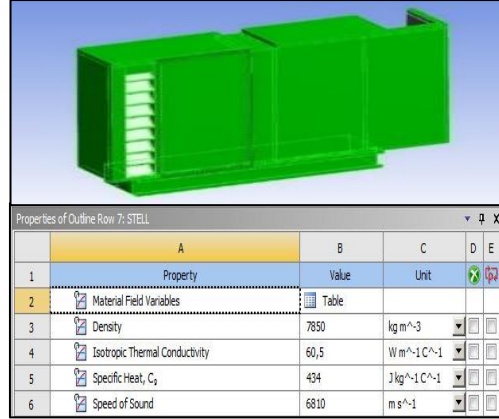 Properties of Outline Row 7: STELL
A B C D E
1 Property Value Unit
2 Material Field Variables Table
3 Density 7850 kg m^-3
4 Isotropic Thermal Conductivity 60,5 W m^-1 C^-1
5 Specific Heat, Cₚ 434 J kg^-1 C^-1
6 Speed of Sound 6810 m s^-1